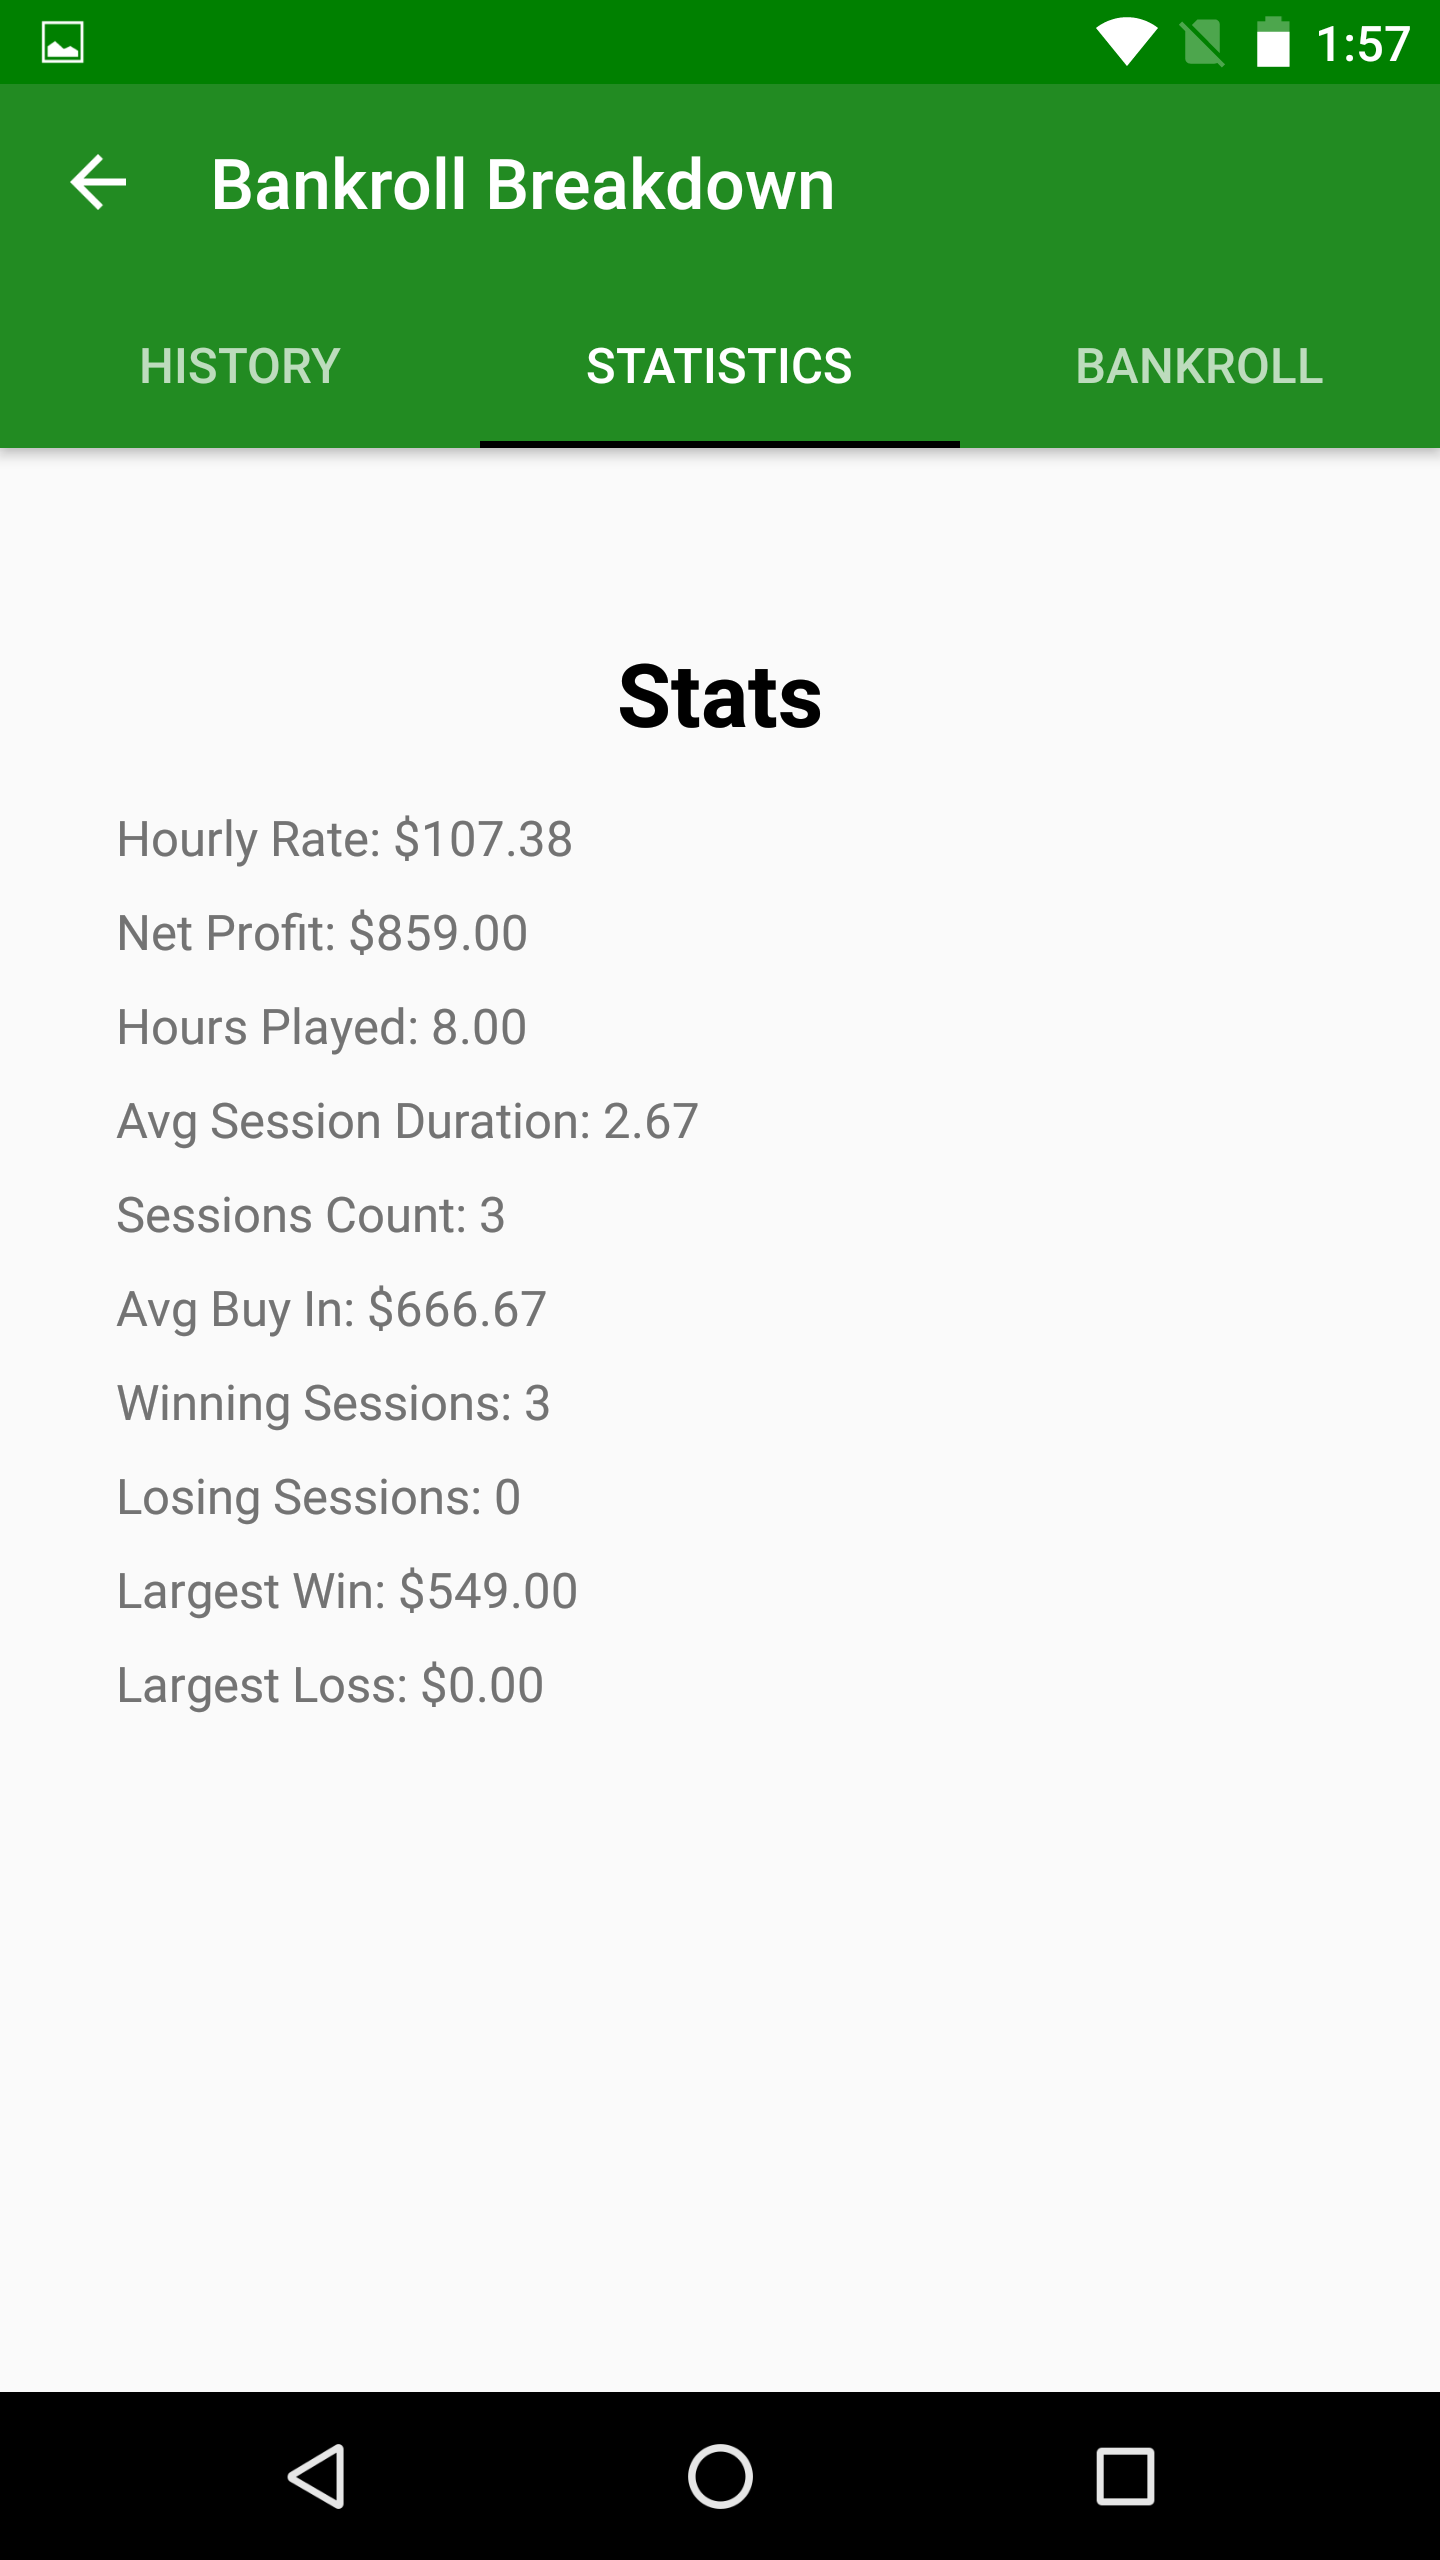 1:57
Bankroll Breakdown
HISTORY STATISTICS BANKROLL
Stats
Hourly Rate: $107.38
Net Profit: $859.00
Hours Played: 8.00
Avg Session Duration: 2.67
Sessions Count: 3
Avg Buy In: $666.67
Winning Sessions: 3
Losing Sessions: 0
Largest Win: $549.00
Largest Loss: $0.00